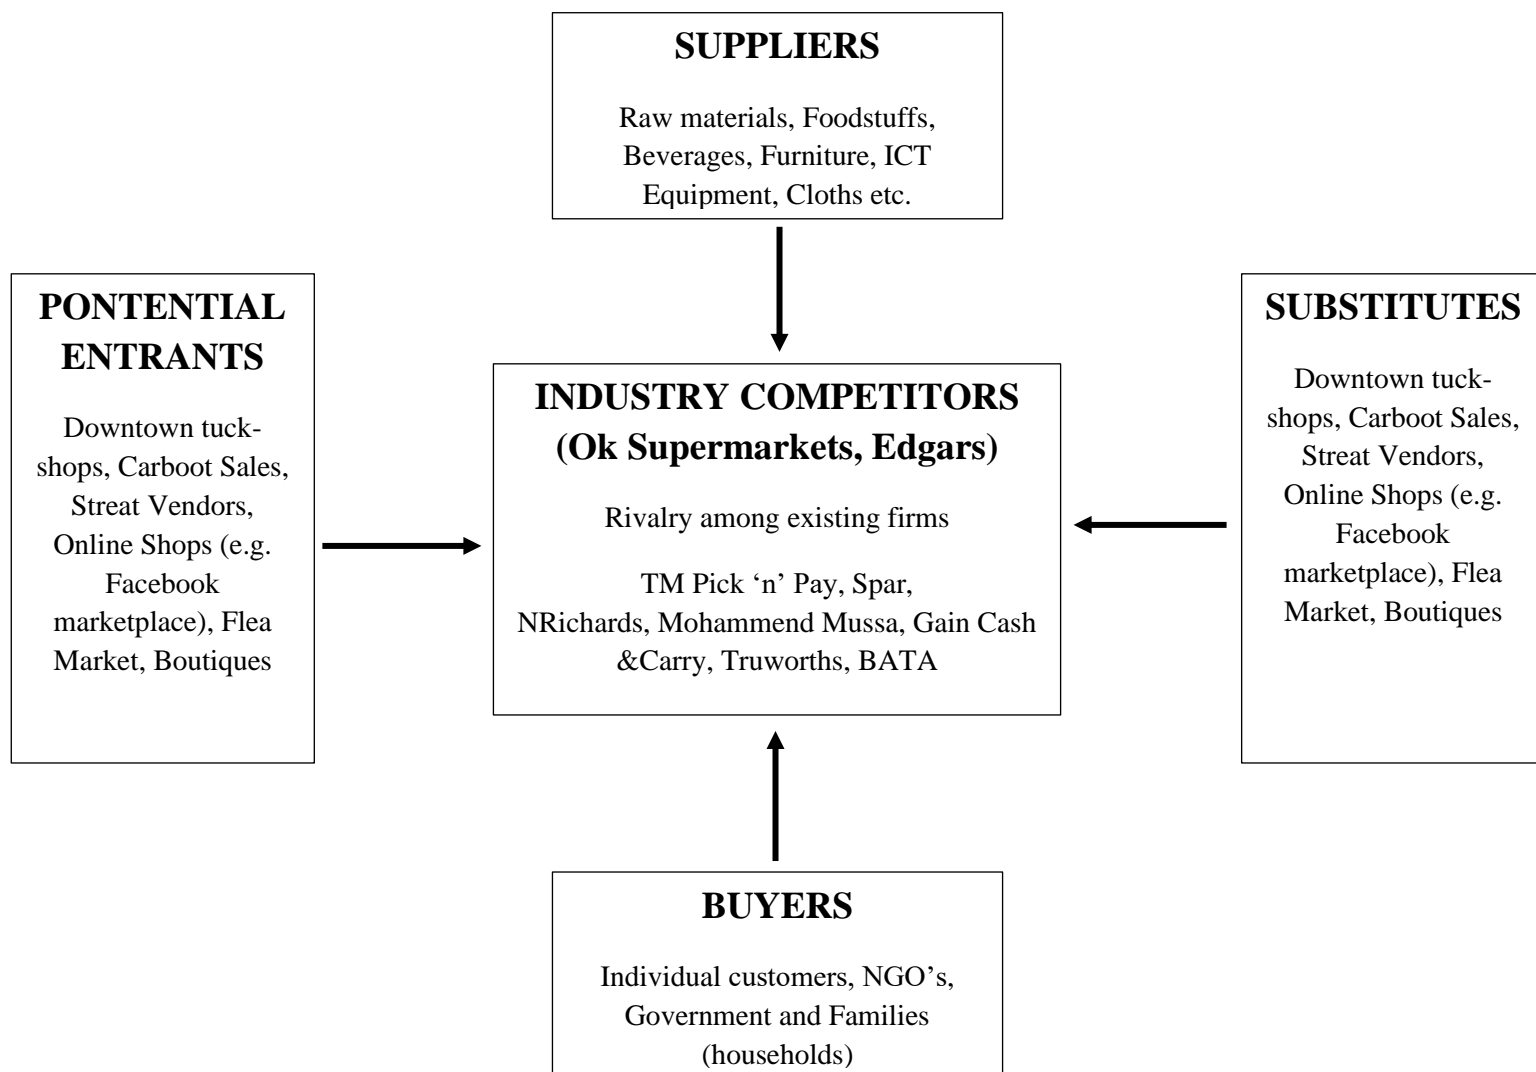 SUPPLIERS
Raw materials, Foodstuffs,
Beverages, Furniture, ICT
Equipment, Cloths etc.
PONTENTIAL
ENTRANTS
Downtown tuck-
shops, Carboot Sales,
Streat Vendors,
Online Shops (e.g.
Facebook
marketplace), Flea
Market, Boutiques
INDUSTRY COMPETITORS
(Ok Supermarkets, Edgars)
Rivalry among existing firms
TM Pick ‘n’ Pay, Spar,
NRichards, Mohammend Mussa, Gain Cash
&Carry, Truworths, BATA
SUBSTITUTES
Downtown tuck-
shops, Carboot Sales,
Streat Vendors,
Online Shops (e.g.
Facebook
marketplace), Flea
Market, Boutiques
BUYERS
Individual customers, NGO’s,
Government and Families
(households)